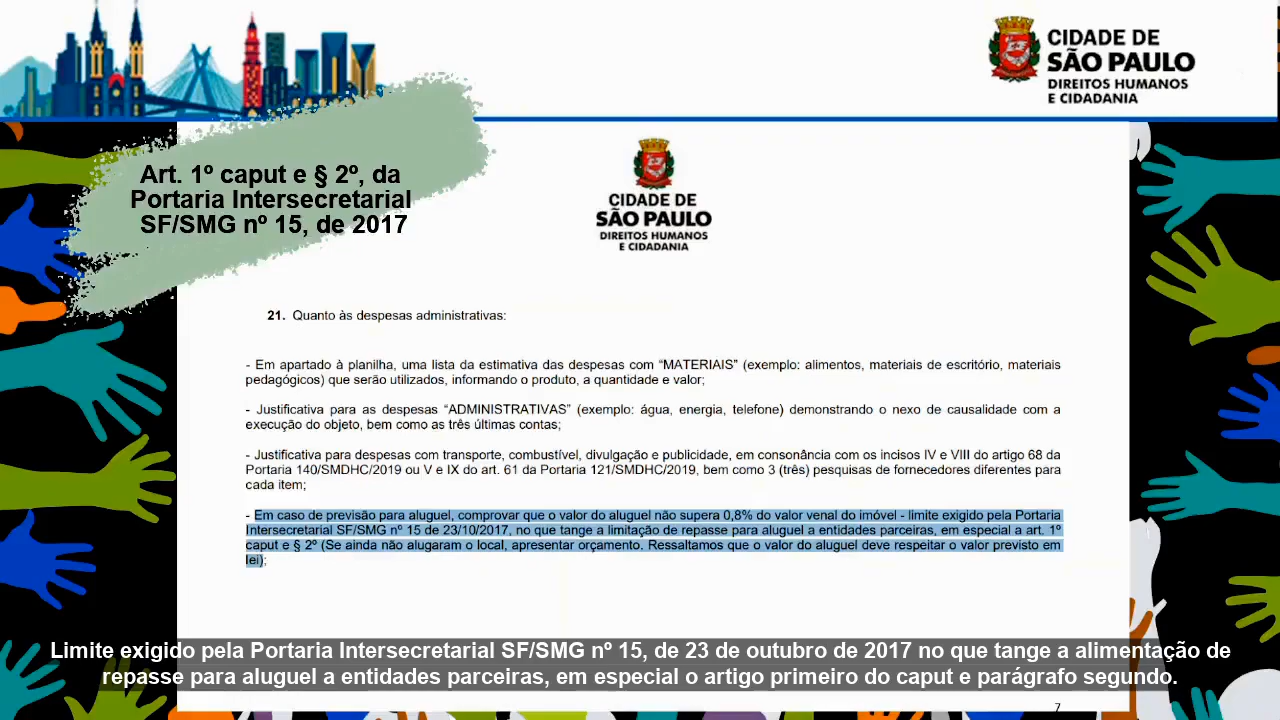 CIDADE DE
SÃO PAULO
DIREITOS HUMANOS
E CIDADANIA
Art. 1º caput e § 2º, da
Portaria Intersecretarial
SF/SMG nº 15, de 2017
CIDADE DE
SÃO PAULO
DIREITOS HUMANOS
E CIDADANIA
21. Quanto às despesas administrativas:
- Em apartado à planilha, uma lista da estimativa das despesas com “MATERIAIS” (exemplo: alimentos, materiais de escritório, materiais
pedagógicos) que serão utilizados, informando o produto, a quantidade e valor;
- Justificativa para as despesas “ADMINISTRATIVAS” (exemplo: água, energia, telefone) demonstrando o nexo de causalidade com a
execução do objeto, bem como as três últimas contas;
- Justificativa para despesas com transporte, combustível, divulgação e publicidade, em consonância com os incisos IV e VIII do artigo 68 da
Portaria 140/SMDHC/2019 ou V e IX do art. 61 da Portaria 121/SMDHC/2019, bem como 3 (três) pesquisas de fornecedores diferentes para
cada item;
- Em caso de previsão para aluguel, comprovar que o valor do aluguel não supera 0,8% do valor venal do imóvel - limite exigido pela Portaria
Intersecretarial SF/SMG nº 15 de 23/10/2017, no que tange a limitação de repasse para aluguel a entidades parceiras, em especial a art. 1º
caput e § 2º (Se ainda não alugaram o local, apresentar orçamento. Ressaltamos que o valor do aluguel deve respeitar o valor previsto em
lei);
Limite exigido pela Portaria Intersecretarial SF/SMG nº 15, de 23 de outubro de 2017 no que tange a alimentação de
repasse para aluguel a entidades parceiras, em especial o artigo primeiro do caput e parágrafo segundo.
7